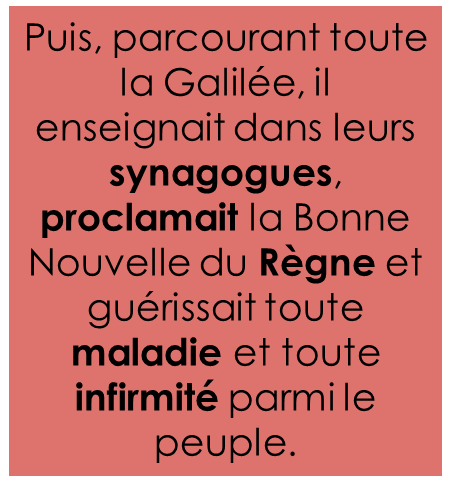 Puis, parcourant toute
la Galilée, il
enseignait dans leurs
synagogues,
proclamait la Bonne
Nouvelle du Règne et
guérissait toute
maladie et toute
infirmité parmi le
peuple.